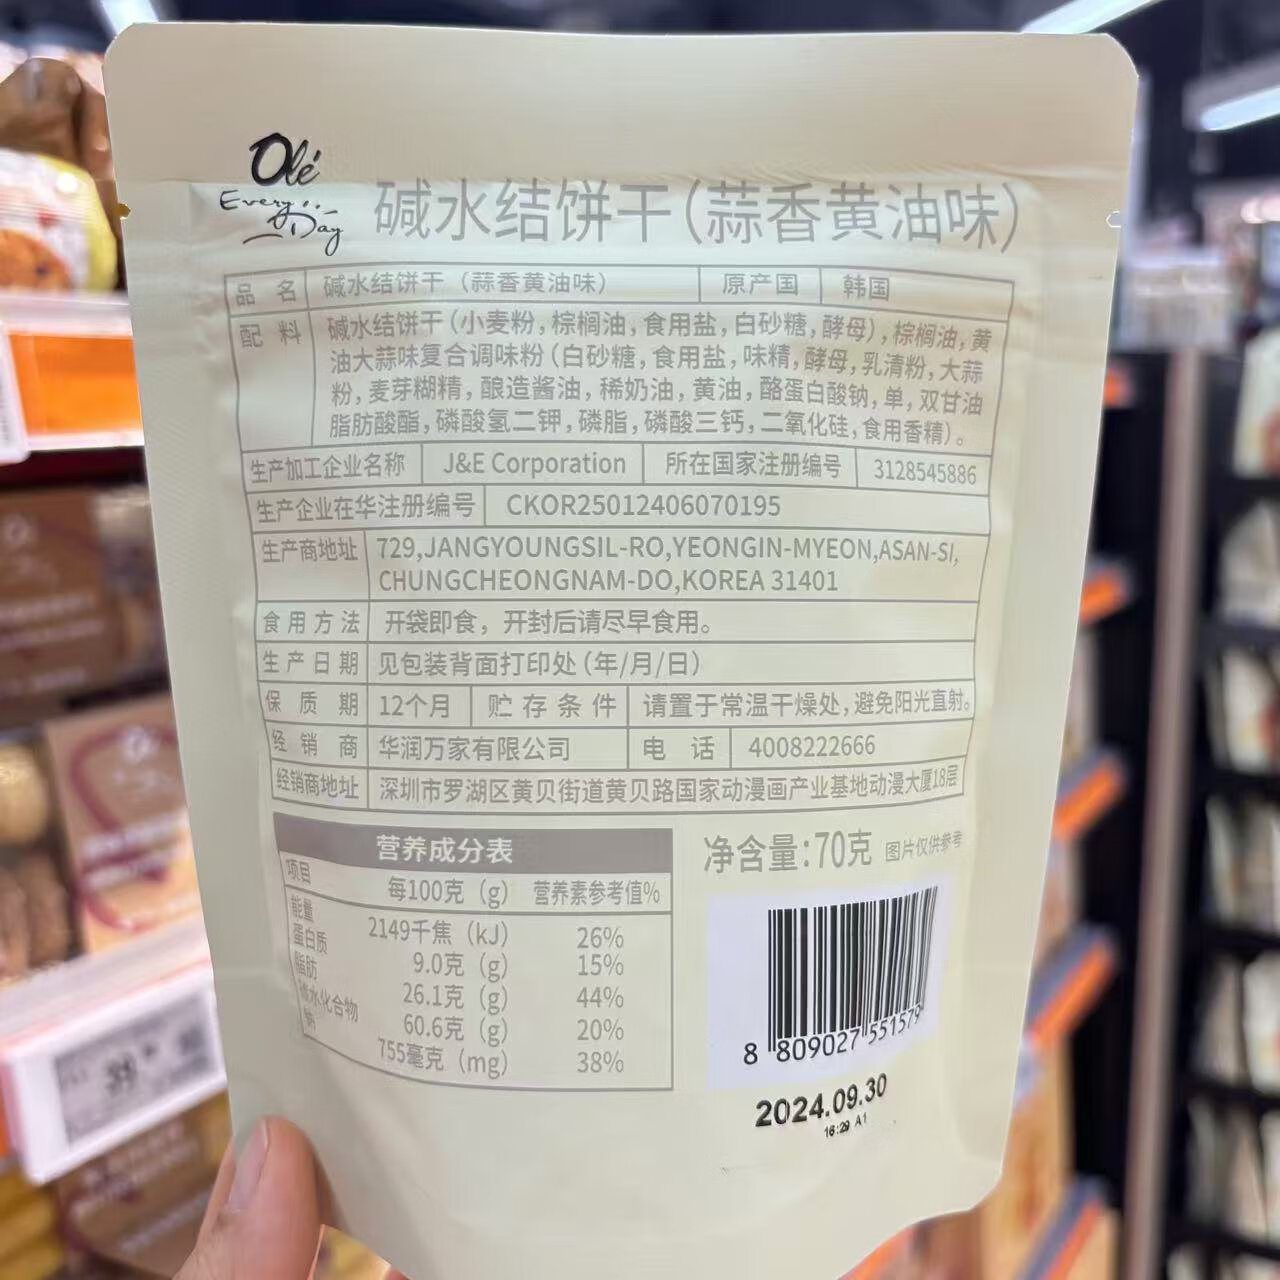 Olé
Every
Day
碱水结饼干(蒜香黄油味)
品名 碱水结饼干(蒜香黄油味) 原产国 韩国
配料 碱水结饼干(小麦粉,棕榈油,食用盐,白砂糖,酵母),棕榈油,黄
油大蒜味复合调味粉(白砂糖,食用盐,味精,酵母,乳清粉,大蒜
粉,麦芽糊精,酿造酱油,稀奶油,黄油,酪蛋白酸钠,单,双甘油
脂肪酸酯,磷酸氢二钾,磷脂,磷酸三钙,二氧化硅,食用香精)。
生产加工企业名称 J&E Corporation 所在国家注册编号 3128545886
生产企业在华注册编号 CKOR25012406070195
生产商地址 729,JANGYOUNGSIL-RO,YEONGIN-MYEON,ASAN-SI,
CHUNGCHEONGNAM-DO,KOREA 31401
食用方法 开袋即食,开封后请尽早食用。
生产日期 见包装背面打印处(年/月/日)
保质期 12个月 贮存条件 请置于常温干燥处,避免阳光直射。
经销商 华润万家有限公司 电话 4008222666
经销商地址 深圳市罗湖区黄贝街道黄贝路国家动漫画产业基地动漫大厦18层
营养成分表
项目 每100克(g) 营养素参考值%
能量 2149千焦(kJ) 26%
蛋白质 9.0克(g) 15%
脂肪 26.1克(g) 44%
碳水化合物 60.6克(g) 20%
钠 755毫克(mg) 38%
净含量:70克 图片仅供参考
8 809027 551579
2024.09.30
16:29 A1